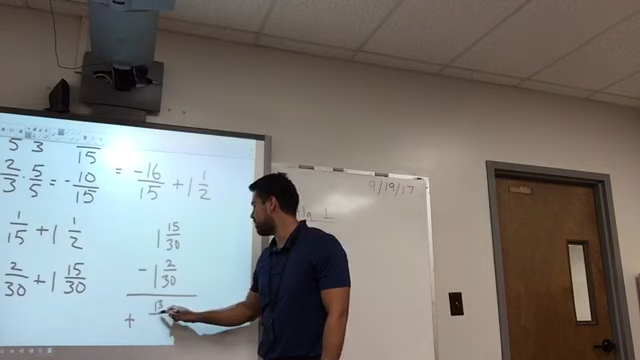 5 3 15
2/3 · 5/5 = -10/15 = -16/15 + 1 1/2
1/15 + 1 1/2
2/30 + 1 15/30
1 15/30
- 1 2/30
+ 13
9/19/17
1